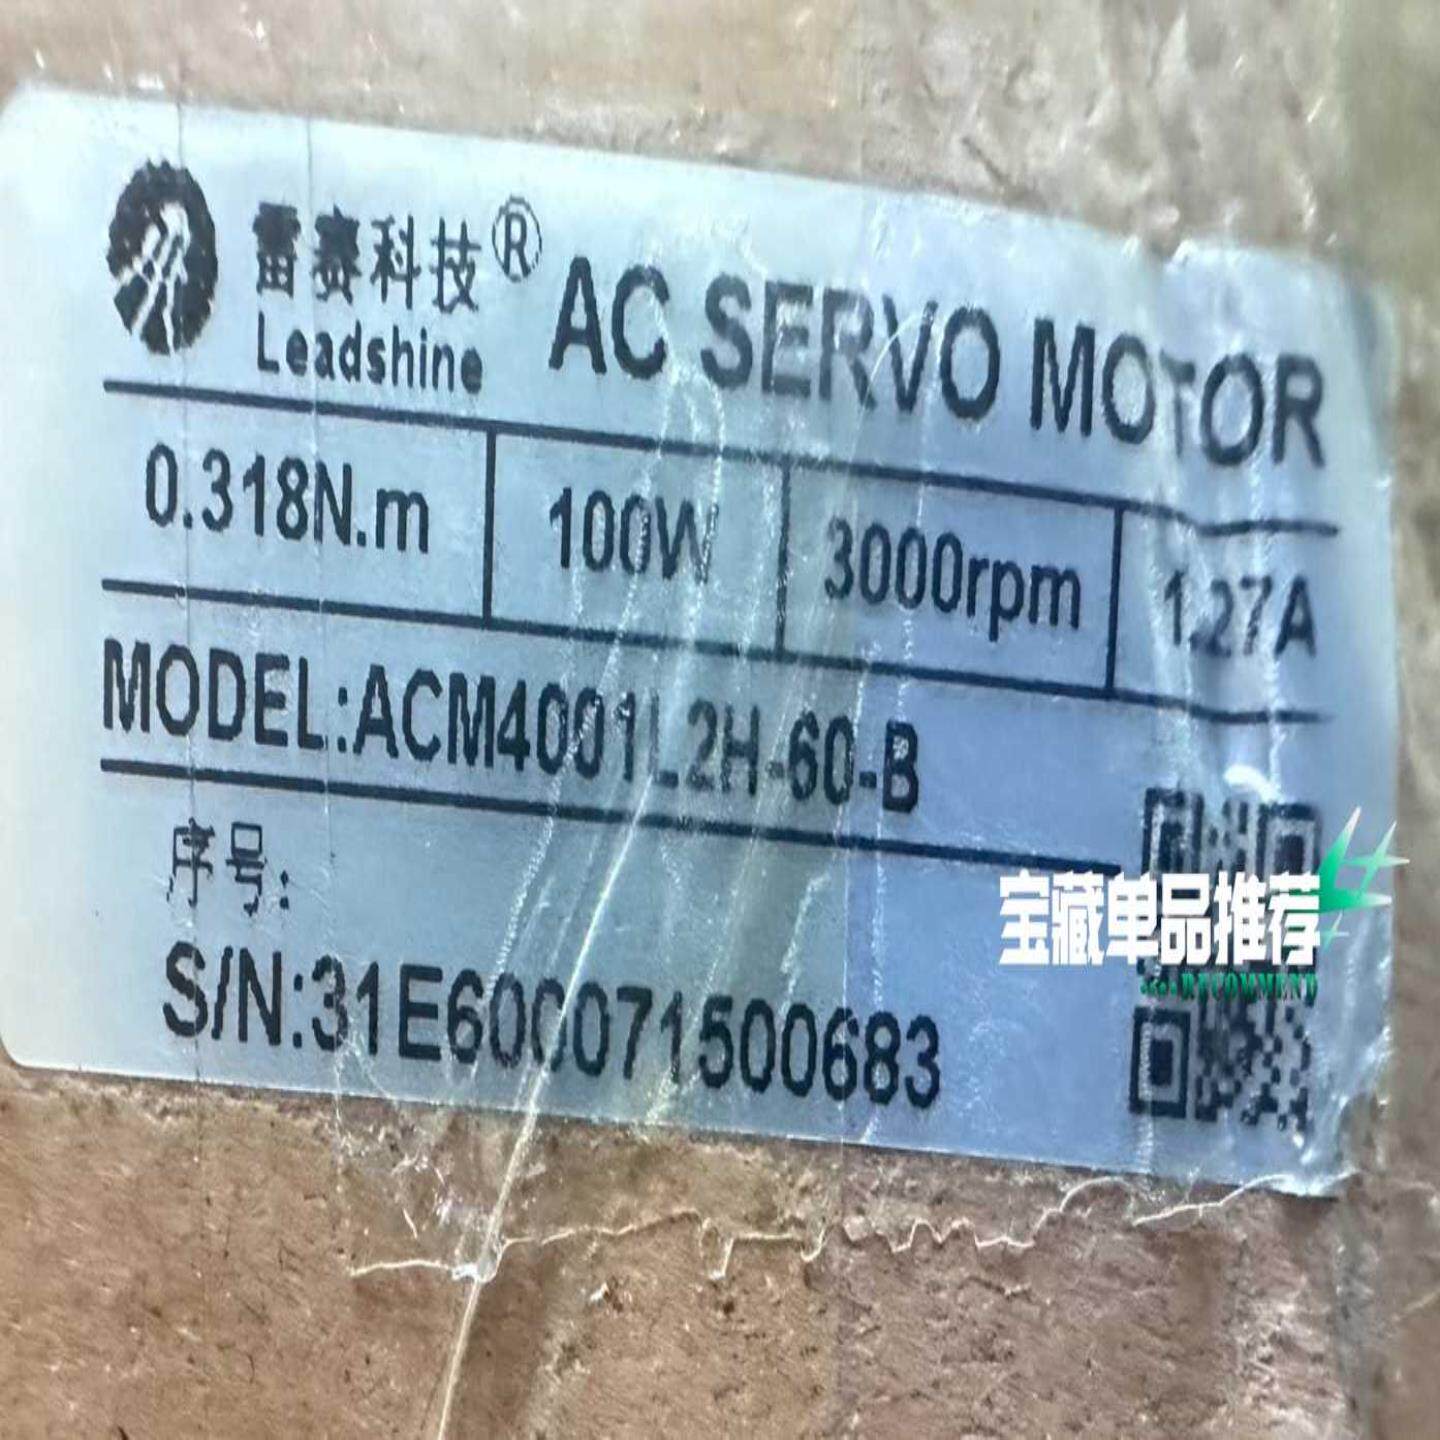 雷赛科技® AC SERVO MOTOR
Leadshine
0.318N.m 100W 3000rpm 1.27A
MODEL:ACM4001L2H-60-B
序号:
S/N:31E600071500683
宝藏单品推荐
RECOMMEND